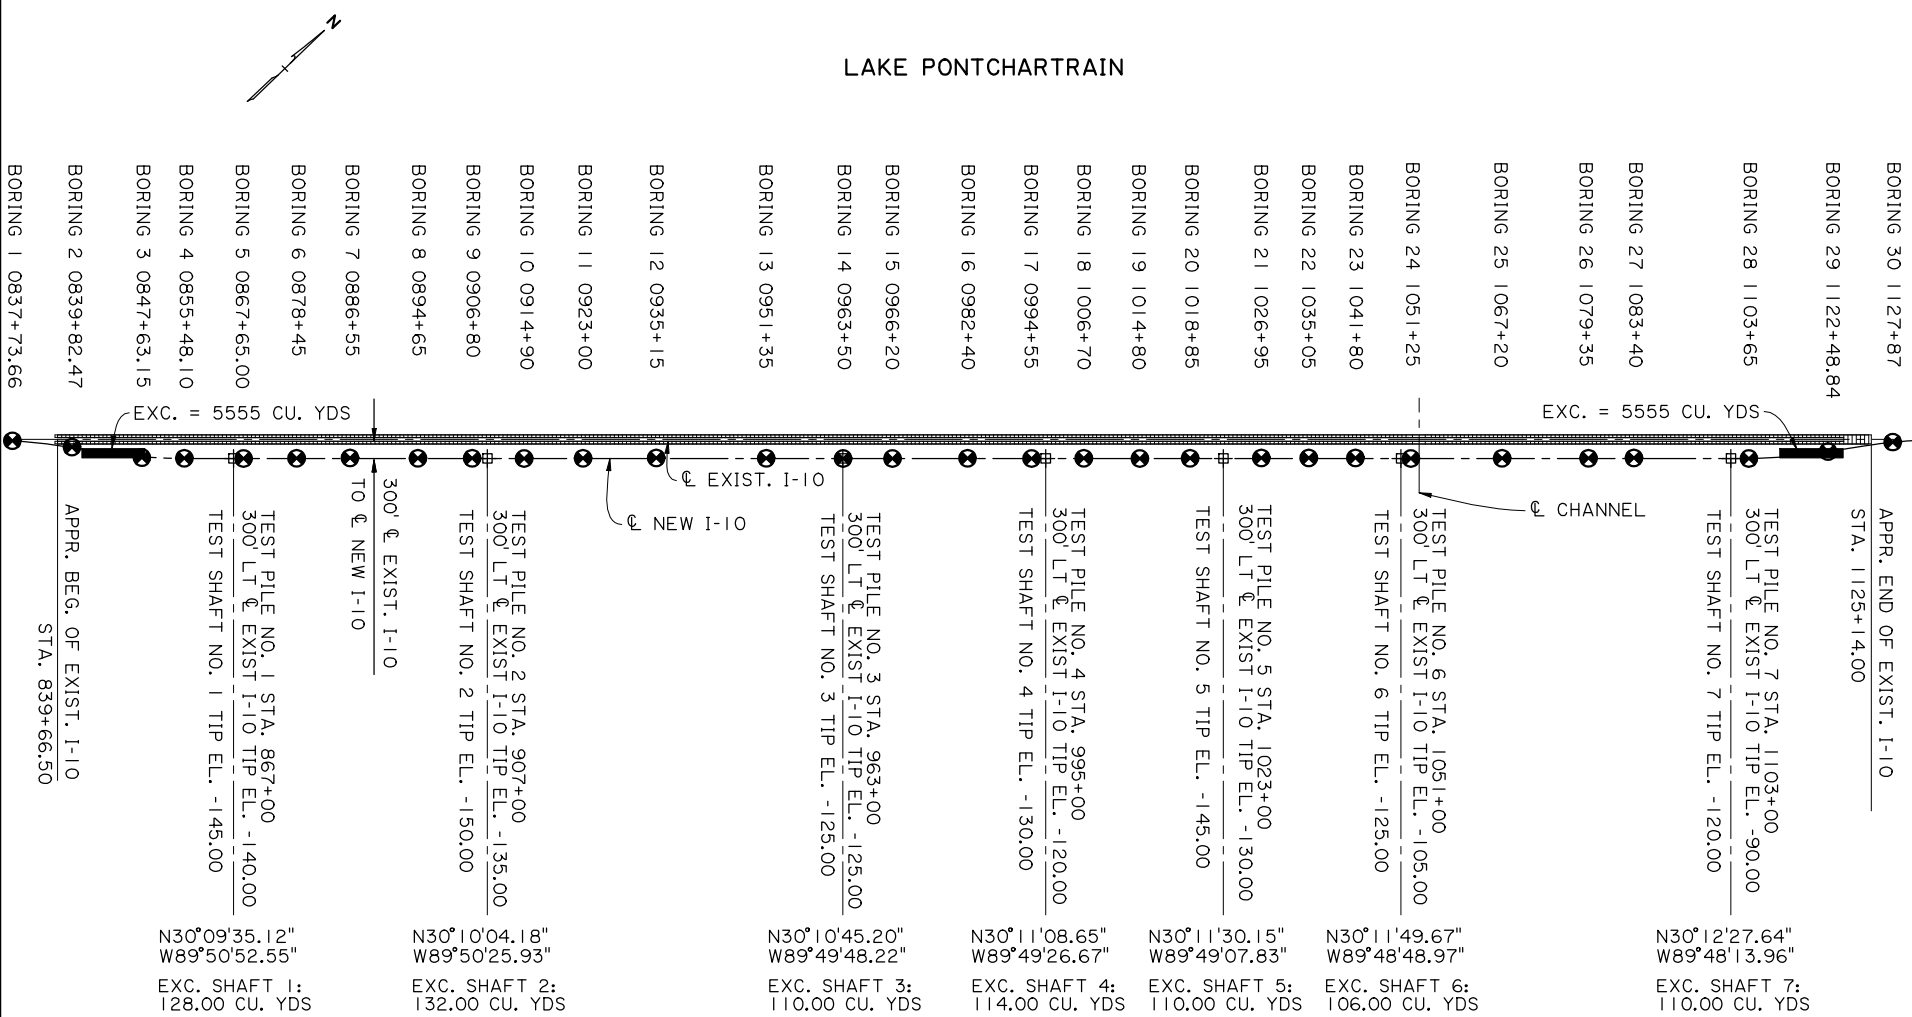 N
LAKE PONTCHARTRAIN
BORING 1 0837+73.66
BORING 2 0839+82.47
BORING 3 0847+63.15
BORING 4 0855+48.10
BORING 5 0867+65.00
BORING 6 0878+45
BORING 7 0886+55
BORING 8 0894+65
BORING 9 0906+80
BORING 10 0914+90
BORING 11 0923+00
BORING 12 0935+15
BORING 13 0951+35
BORING 14 0963+50
BORING 15 0966+20
BORING 16 0982+40
BORING 17 0994+55
BORING 18 1006+70
BORING 19 1014+80
BORING 20 1018+85
BORING 21 1026+95
BORING 22 1035+05
BORING 23 1041+80
BORING 24 1051+25
BORING 25 1067+20
BORING 26 1079+35
BORING 27 1083+40
BORING 28 1103+65
BORING 29 1122+48.84
BORING 30 1127+87
EXC. = 5555 CU. YDS
EXC. = 5555 CU. YDS
℄ EXIST. I-10
℄ NEW I-10
℄ CHANNEL
APPR. BEG. OF EXIST. I-10
STA. 839+66.50
TEST PILE NO. 1 STA. 867+00
300' LT ℄ EXIST I-10 TIP EL. -140.00
TEST SHAFT NO. 1 TIP EL. -145.00
300' ℄ EXIST. I-10
TO ℄ NEW I-10
TEST PILE NO. 2 STA. 907+00
300' LT ℄ EXIST I-10 TIP EL. -135.00
TEST SHAFT NO. 2 TIP EL. -150.00
TEST PILE NO. 3 STA. 963+00
300' LT ℄ EXIST I-10 TIP EL. -125.00
TEST SHAFT NO. 3 TIP EL. -125.00
TEST PILE NO. 4 STA. 995+00
300' LT ℄ EXIST I-10 TIP EL. -120.00
TEST SHAFT NO. 4 TIP EL. -130.00
TEST PILE NO. 5 STA. 1023+00
300' LT ℄ EXIST I-10 TIP EL. -130.00
TEST SHAFT NO. 5 TIP EL. -145.00
TEST PILE NO. 6 STA. 1051+00
300' LT ℄ EXIST I-10 TIP EL. -105.00
TEST SHAFT NO. 6 TIP EL. -125.00
TEST PILE NO. 7 STA. 1103+00
300' LT ℄ EXIST I-10 TIP EL. -90.00
TEST SHAFT NO. 7 TIP EL. -120.00
APPR. END OF EXIST. I-10
STA. 1125+14.00
N30°09'35.12"
W89°50'52.55"
EXC. SHAFT 1:
128.00 CU. YDS
N30°10'04.18"
W89°50'25.93"
EXC. SHAFT 2:
132.00 CU. YDS
N30°10'45.20"
W89°49'48.22"
EXC. SHAFT 3:
110.00 CU. YDS
N30°11'08.65"
W89°49'26.67"
EXC. SHAFT 4:
114.00 CU. YDS
N30°11'30.15"
W89°49'07.83"
EXC. SHAFT 5:
110.00 CU. YDS
N30°11'49.67"
W89°48'48.97"
EXC. SHAFT 6:
106.00 CU. YDS
N30°12'27.64"
W89°48'13.96"
EXC. SHAFT 7:
110.00 CU. YDS